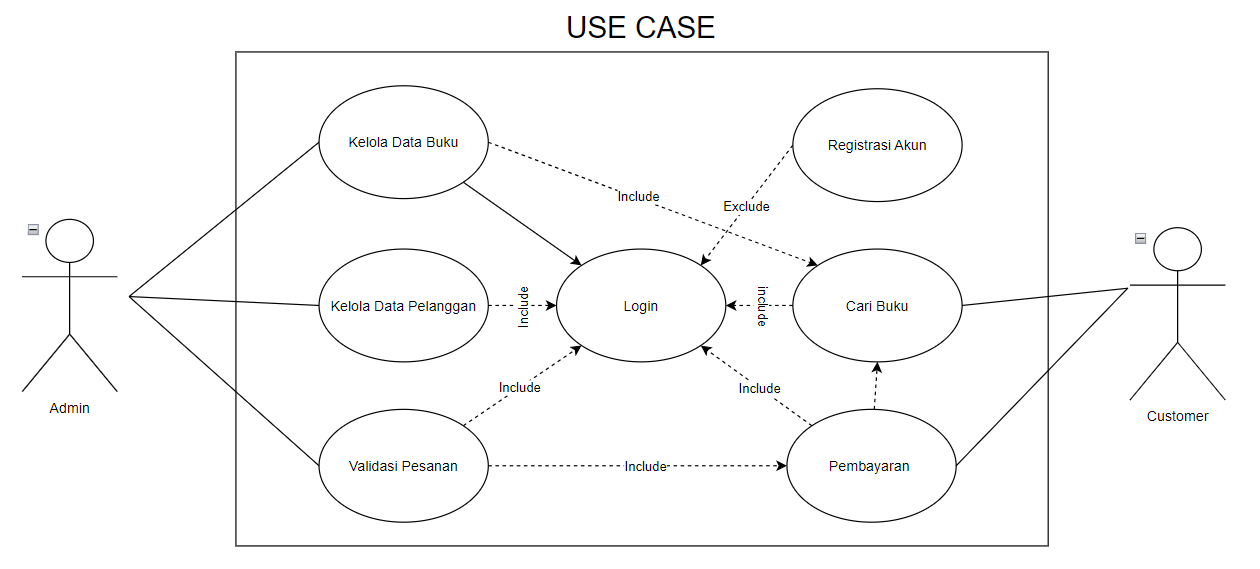 USE CASE
Kelola Data Buku
Registrasi Akun
Include
Exclude
Kelola Data Pelanggan
Include
Login
include
Cari Buku
Include
Include
Admin
Customer
Validasi Pesanan
Include
Pembayaran